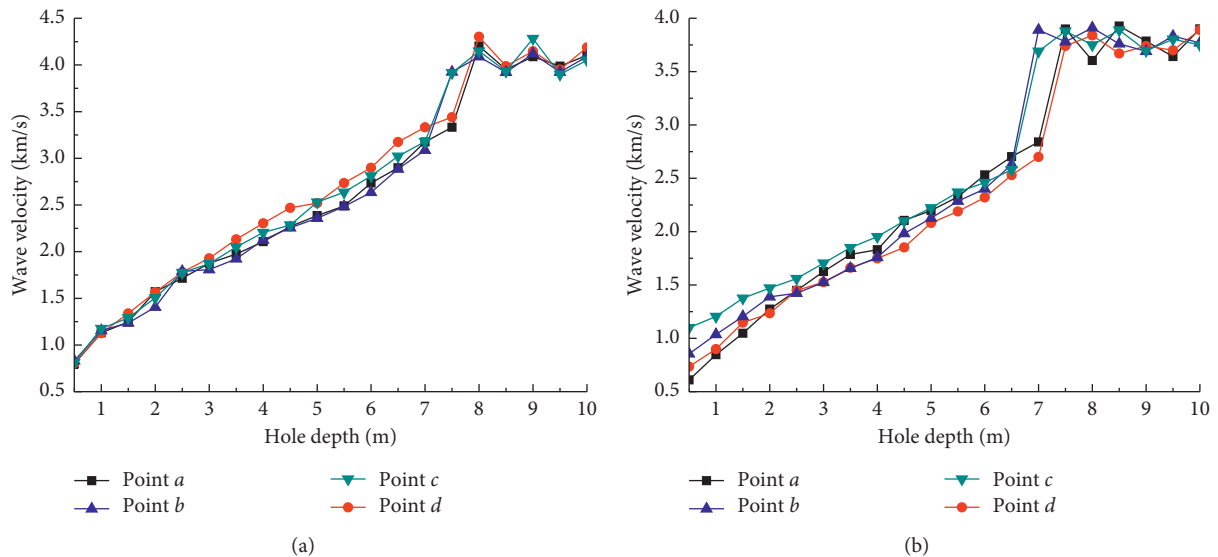 4.5
4.0
3.5
3.0
2.5
2.0
1.5
1.0
0.5
Wave velocity (km/s)
1 2 3 4 5 6 7 8 9 10
Hole depth (m)
Point a
Point b
Point c
Point d
(a)
4.0
3.5
3.0
2.5
2.0
1.5
1.0
0.5
Wave velocity (km/s)
1 2 3 4 5 6 7 8 9 10
Hole depth (m)
Point a
Point b
Point c
Point d
(b)